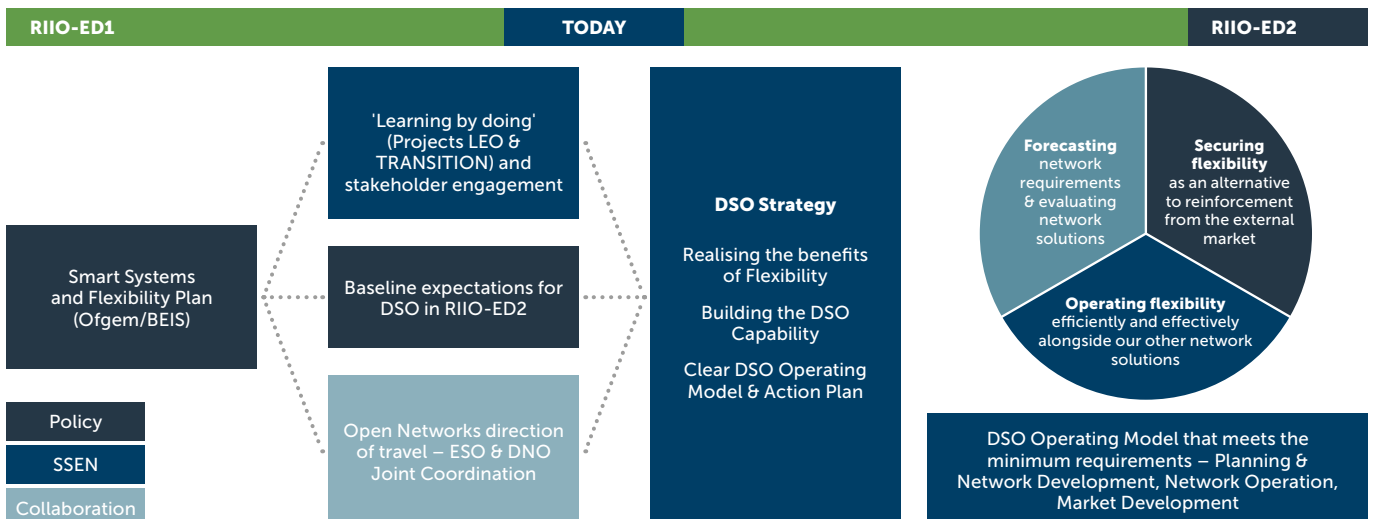 RIIO-ED1
TODAY
RIIO-ED2
Smart Systems
and Flexibility Plan
(Ofgem/BEIS)
Policy
SSEN
Collaboration
'Learning by doing'
(Projects LEO &
TRANSITION) and
stakeholder engagement
Baseline expectations for
DSO in RIIO-ED2
Open Networks direction
of travel – ESO & DNO
Joint Coordination
DSO Strategy
Realising the benefits
of Flexibility
Building the DSO
Capability
Clear DSO Operating
Model & Action Plan
Forecasting
network
requirements
& evaluating
network
solutions
Securing
flexibility
as an alternative
to reinforcement
from the external
market
Operating flexibility
efficiently and effectively
alongside our other network
solutions
DSO Operating Model that meets the
minimum requirements – Planning &
Network Development, Network Operation,
Market Development